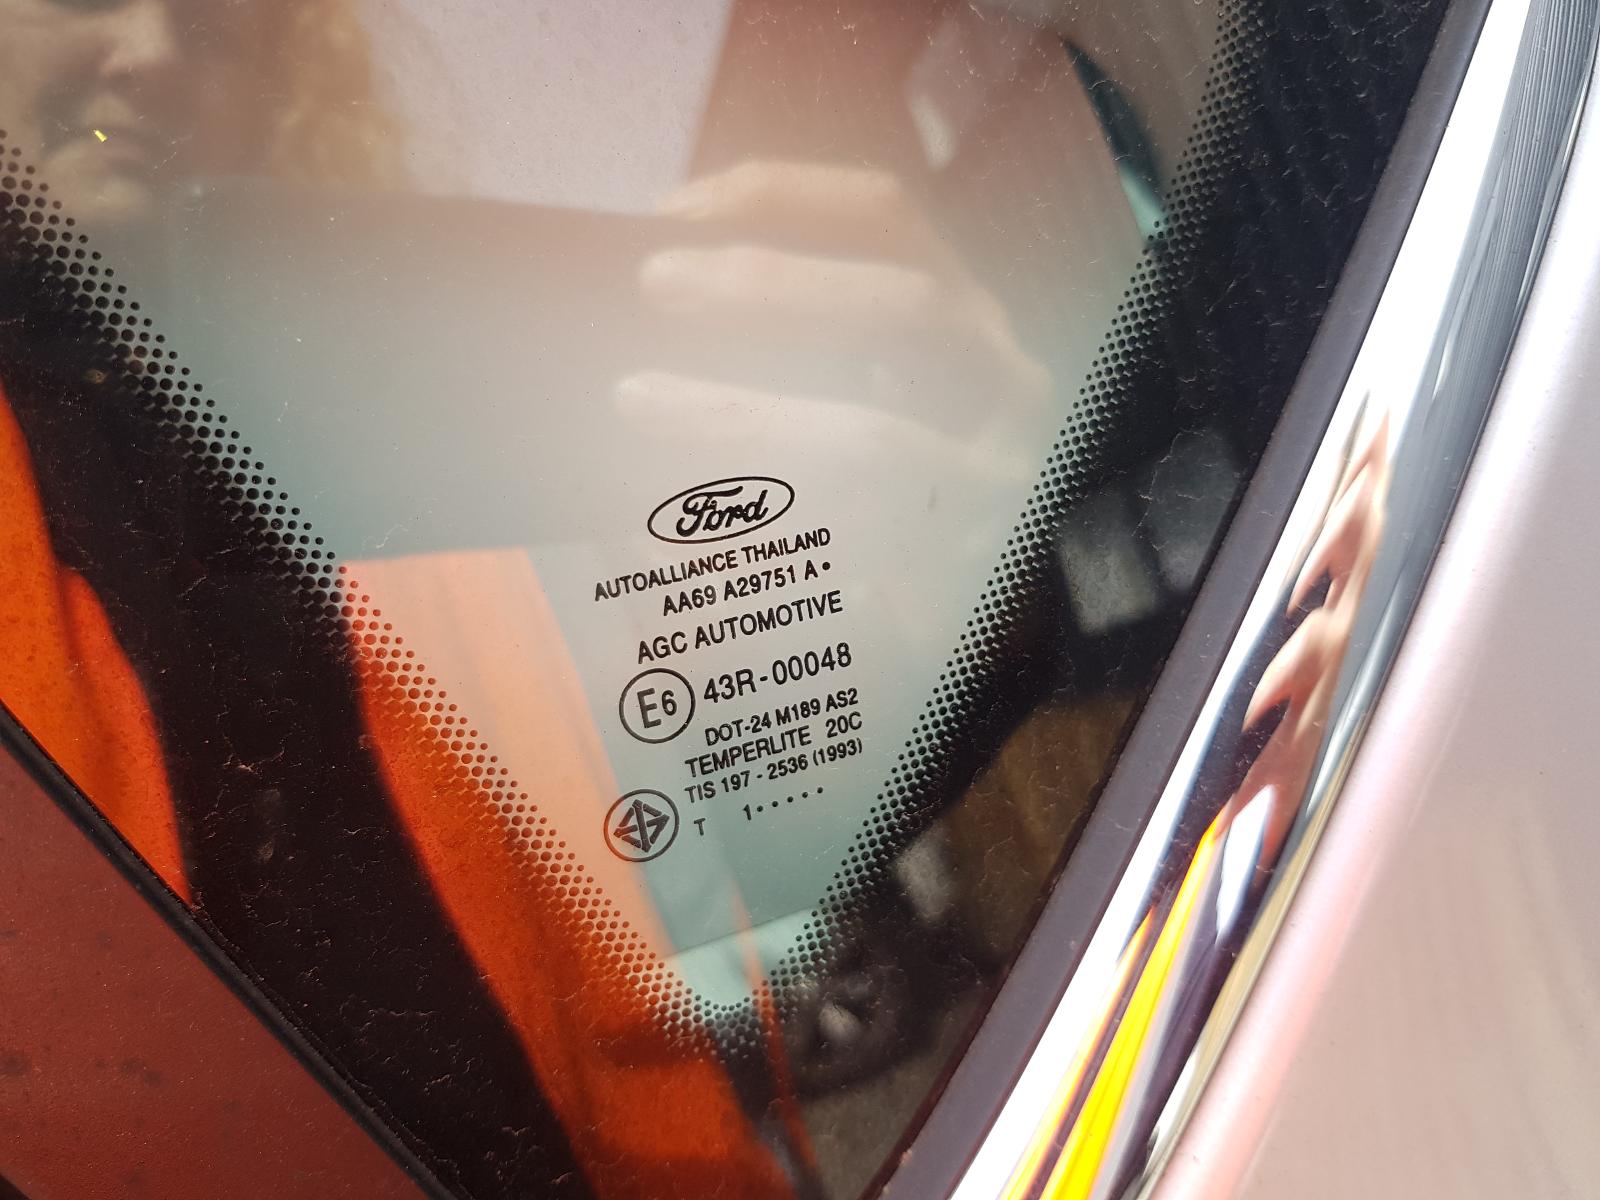 Ford
AUTOALLIANCE THAILAND
AA69 A29751 A •
AGC AUTOMOTIVE
E6 43R-00048
DOT-24 M189 AS2
TEMPERLITE 20C
TIS 197 - 2536 (1993)
T 1•••••